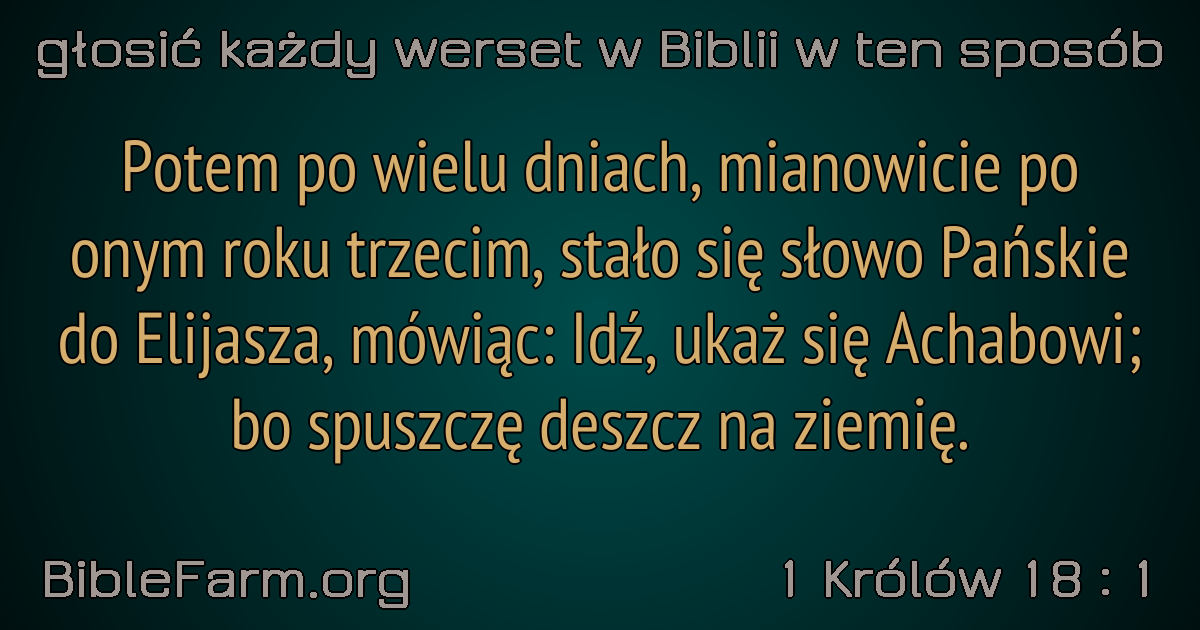 głosić każdy werset w Biblii w ten sposób
Potem po wielu dniach, mianowicie po
onym roku trzecim, stało się słowo Pańskie
do Elijasza, mówiąc: Idź, ukaż się Achabowi;
bo spuszczę deszcz na ziemię.
BibleFarm.org
1 Królów 18 : 1